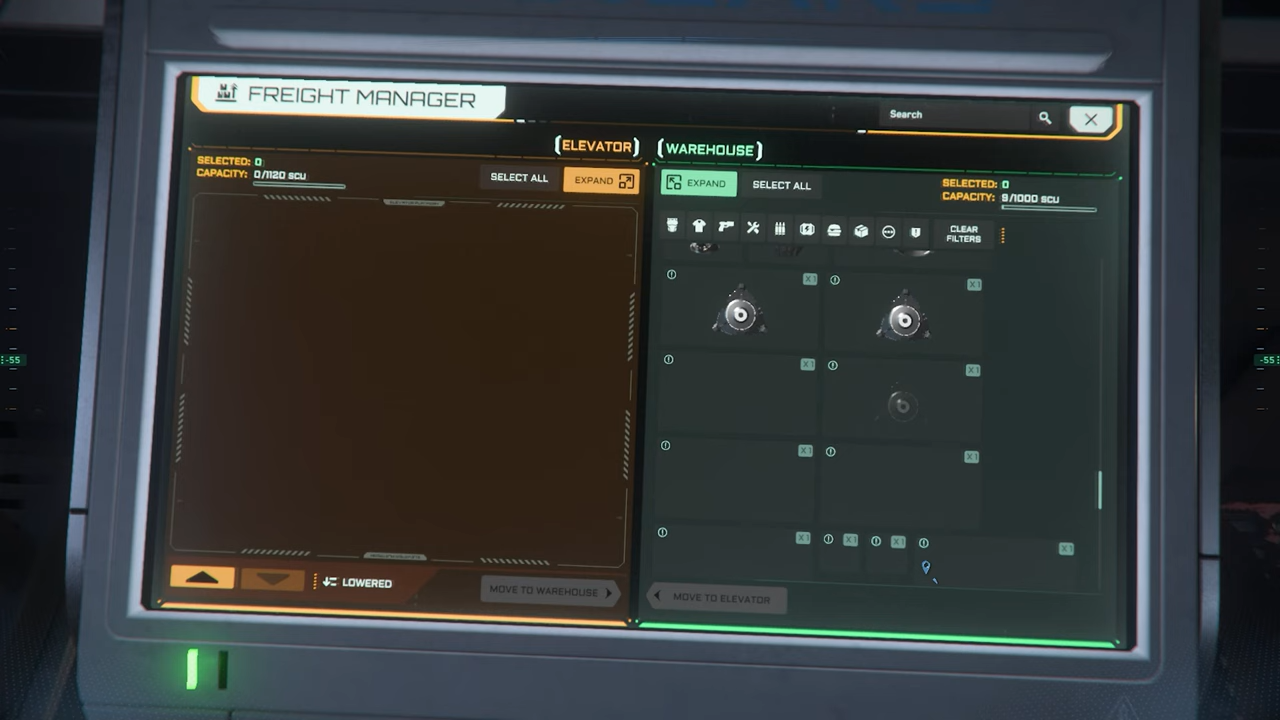 FREIGHT MANAGER
Search
[ELEVATOR]
[WAREHOUSE]
SELECTED: 0
CAPACITY: 0/1120 SCU
SELECT ALL
EXPAND
EXPAND
SELECT ALL
SELECTED: 0
CAPACITY: 9/1000 SCU
CLEAR
FILTERS
X1
X1
X1
X1
X1
X1
X1
X1
X1
X1
LOWERED
MOVE TO WAREHOUSE
MOVE TO ELEVATOR
-55
-55